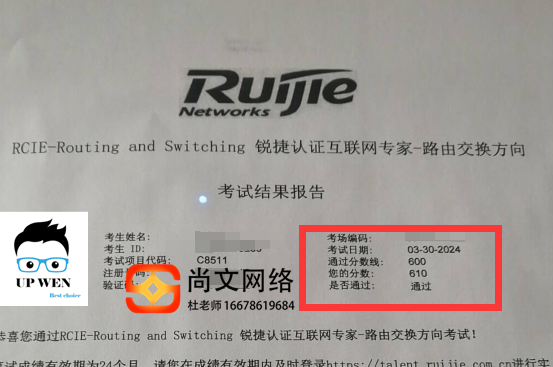 Ruijie
Networks
RCIE-Routing and Switching 锐捷认证互联网专家-路由交换方向
考试结果报告
考生姓名:
考生 ID:
考试项目代码: C8511
注册
验证
考场编码:
考试日期: 03-30-2024
通过分数线: 600
您的分数: 610
是否通过: 通过
UP WEN
Best choice
尚文网络
杜老师 16678619684
恭喜您通过RCIE-Routing and Switching 锐捷认证互联网专家-路由交换方向考试!
考试成绩有效期为24个月,请您在成绩有效期内及时登录https://talent.ruijie.com.cn进行实